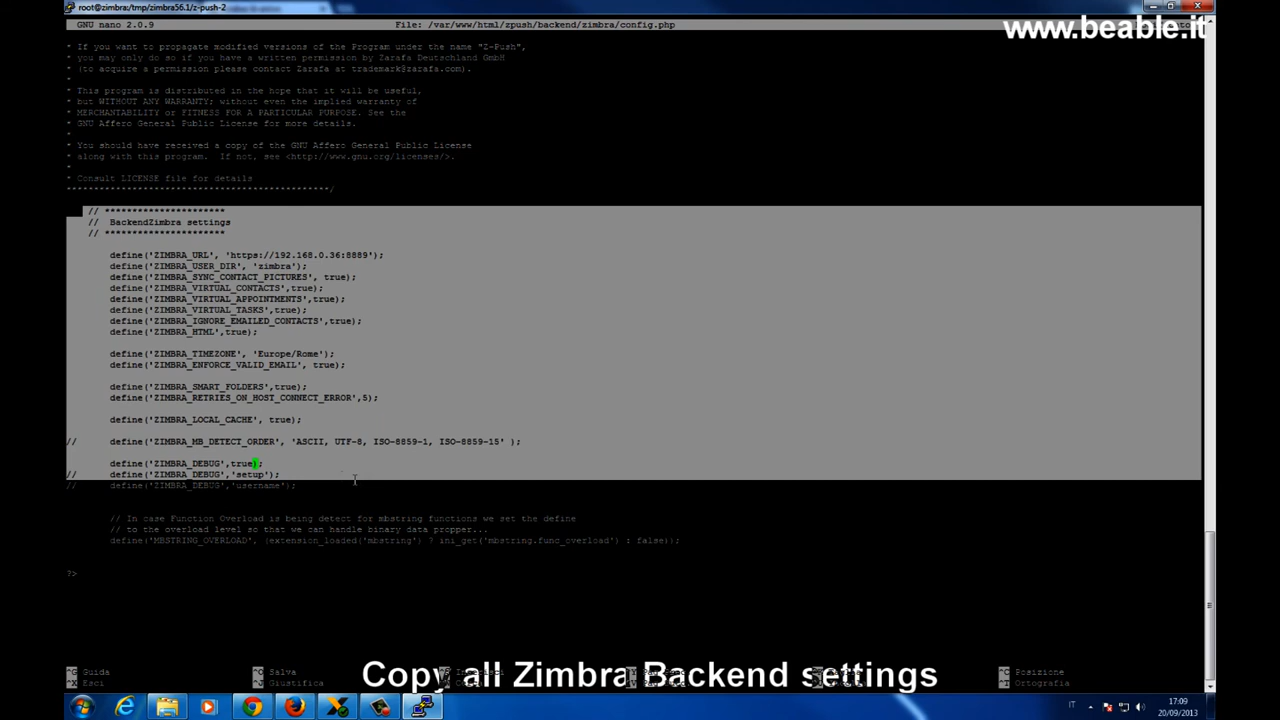 root@zimbra:/tmp/zimbra56.1/z-push-2
GNU nano 2.0.9 File: /var/www/html/zpush/backend/zimbra/config.php
www.beable.it
* If you want to propagate modified versions of the Program under the name "Z-Push",
* you may only do so if you have a written permission by Zarafa Deutschland GmbH
* (to acquire a permission please contact Zarafa at trademark@zarafa.com).
*
* This program is distributed in the hope that it will be useful,
* but WITHOUT ANY WARRANTY; without even the implied warranty of
* MERCHANTABILITY or FITNESS FOR A PARTICULAR PURPOSE. See the
* GNU Affero General Public License for more details.
*
* You should have received a copy of the GNU Affero General Public License
* along with this program. If not, see <http://www.gnu.org/licenses/>.
*
* Consult LICENSE file for details
************************************************/
// **********************
// BackendZimbra settings
// **********************
define('ZIMBRA_URL', 'https://192.168.0.36:8889');
define('ZIMBRA_USER_DIR', 'zimbra');
define('ZIMBRA_SYNC_CONTACT_PICTURES', true);
define('ZIMBRA_VIRTUAL_CONTACTS',true);
define('ZIMBRA_VIRTUAL_APPOINTMENTS',true);
define('ZIMBRA_VIRTUAL_TASKS',true);
define('ZIMBRA_IGNORE_EMAILED_CONTACTS',true);
define('ZIMBRA_HTML',true);
define('ZIMBRA_TIMEZONE', 'Europe/Rome');
define('ZIMBRA_ENFORCE_VALID_EMAIL', true);
define('ZIMBRA_SMART_FOLDERS',true);
define('ZIMBRA_RETRIES_ON_HOST_CONNECT_ERROR',5);
define('ZIMBRA_LOCAL_CACHE', true);
// define('ZIMBRA_MB_DETECT_ORDER', 'ASCII, UTF-8, ISO-8859-1, ISO-8859-15' );
define('ZIMBRA_DEBUG',true);
// define('ZIMBRA_DEBUG','setup');
// define('ZIMBRA_DEBUG','username');
// In case Function Overload is being detect for mbstring functions we set the define
// to the overload level so that we can handle binary data propper...
define('MBSTRING_OVERLOAD', (extension_loaded('mbstring') ? ini_get('mbstring.func_overload') : false));
?>
^G Guida ^O Salva ^C Posizione
^X Esci Giustifica Ortografia
Copy all Zimbra Backend settings
IT 17:09
20/09/2013